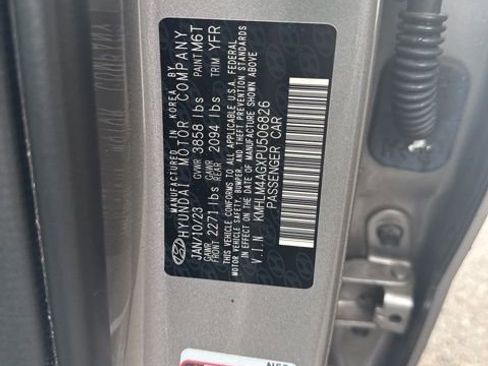 MANUFACTURED IN KOREA BY
HYUNDAI MOTOR COMPANY
JAN/10/23 GVWR 3858 lbs PAINT M6T
GAWR FRONT 2271 lbs GAWR REAR 2094 lbs TRIM YFR
THIS VEHICLE CONFORMS TO ALL APPLICABLE U.S.A. FEDERAL
MOTOR VEHICLE SAFETY, BUMPER, AND THEFT PREVENTION STANDARDS
IN EFFECT ON THE DATE OF MANUFACTURE SHOWN ABOVE
V.I.N KMHLM4AGXPU506826
PASSENGER CAR